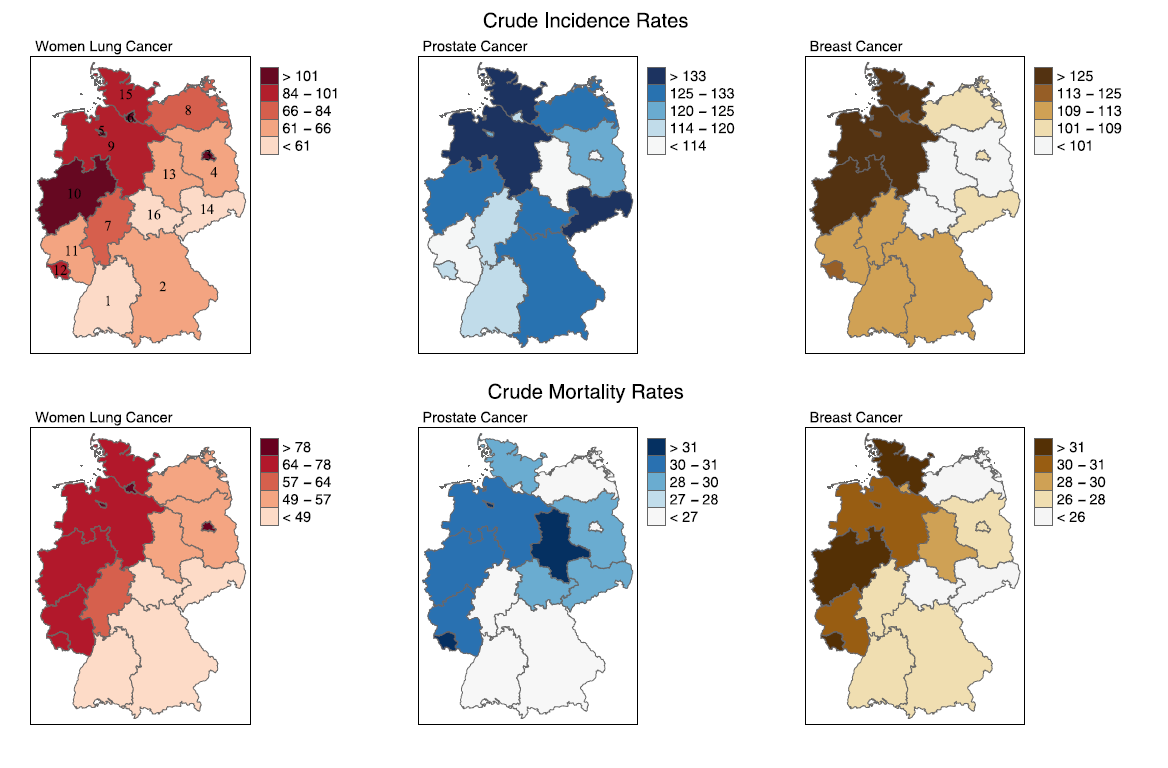 Crude Incidence Rates
Women Lung Cancer
> 101
84 – 101
66 – 84
61 – 66
< 61
15
8
5
9
10
13
4
16
14
7
11
12
1
2
Prostate Cancer
> 133
125 – 133
120 – 125
114 – 120
< 114
Breast Cancer
> 125
113 – 125
109 – 113
101 – 109
< 101
Crude Mortality Rates
Women Lung Cancer
> 78
64 – 78
57 – 64
49 – 57
< 49
Prostate Cancer
> 31
30 – 31
28 – 30
27 – 28
< 27
Breast Cancer
> 31
30 – 31
28 – 30
26 – 28
< 26